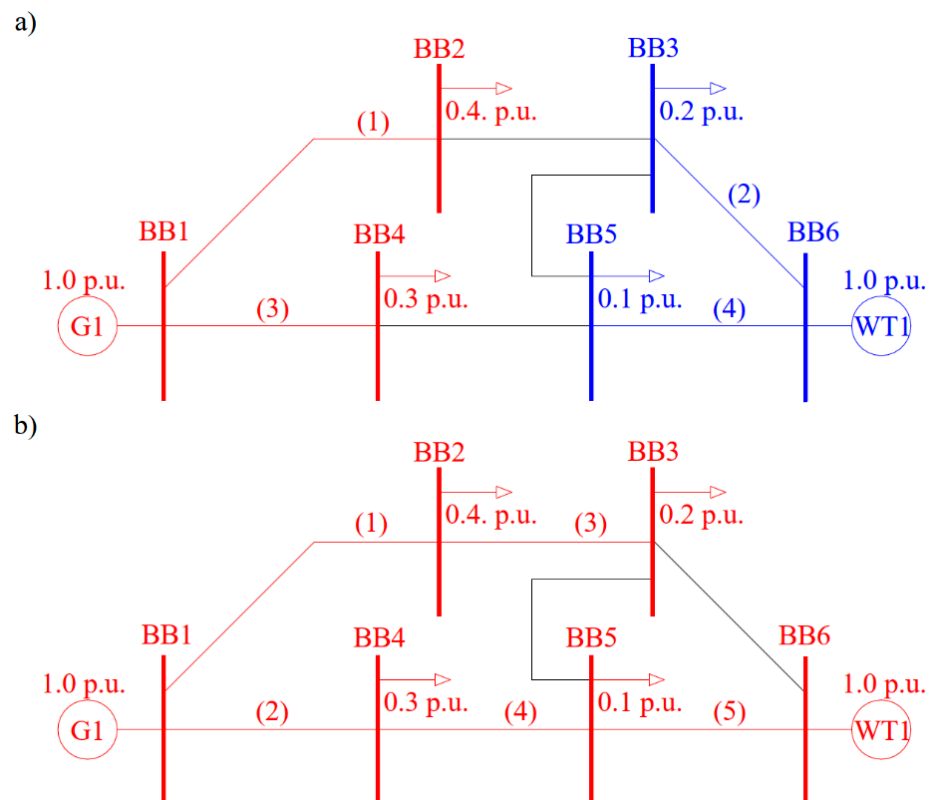 a)
BB2
BB3
0.4. p.u.
0.2 p.u.
(1)
(2)
BB1
BB4
BB5
BB6
1.0 p.u.
0.3 p.u.
0.1 p.u.
1.0 p.u.
G1
(3)
(4)
WT1
b)
BB2
BB3
0.4. p.u.
0.2 p.u.
(1)
(3)
BB1
BB4
BB5
BB6
1.0 p.u.
0.3 p.u.
0.1 p.u.
1.0 p.u.
G1
(2)
(4)
(5)
WT1